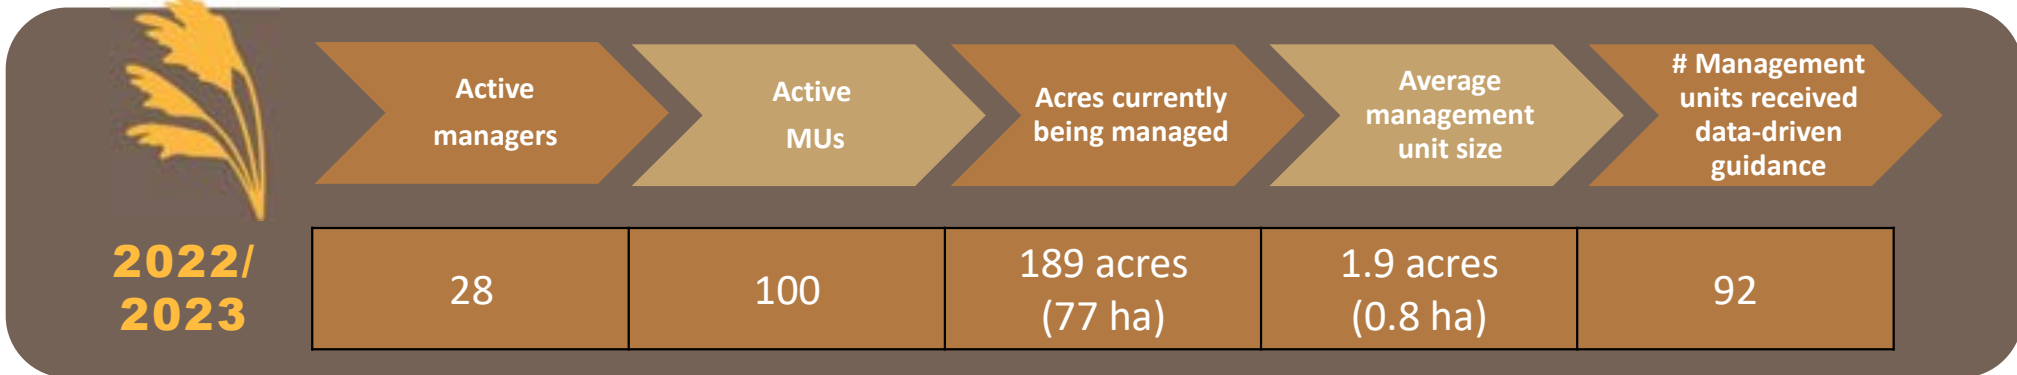 Active
managers
Active
MUs
Acres currently
being managed
Average
management
unit size
# Management
units received
data-driven
guidance
2022/
2023
28
100
189 acres
(77 ha)
1.9 acres
(0.8 ha)
92